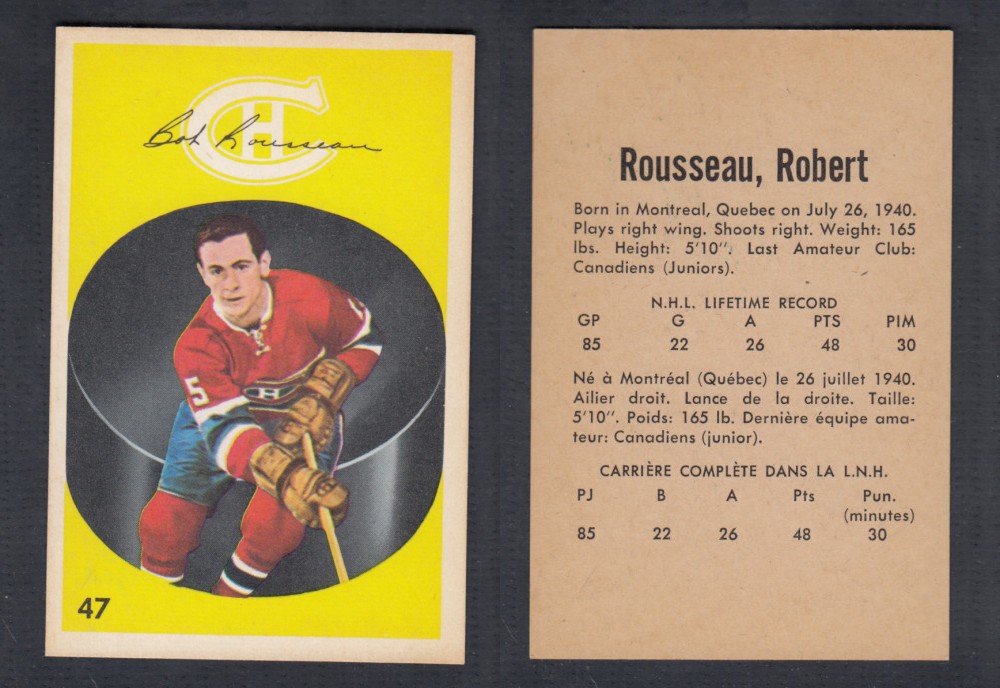 CH
Bob Rousseau
5
H
47
Rousseau, Robert
Born in Montreal, Quebec on July 26, 1940.
Plays right wing. Shoots right. Weight: 165
lbs. Height: 5'10". Last Amateur Club:
Canadiens (Juniors).
N.H.L. LIFETIME RECORD
GP G A PTS PIM
85 22 26 48 30
Né à Montréal (Québec) le 26 juillet 1940.
Ailier droit. Lance de la droite. Taille:
5'10". Poids: 165 lb. Dernière équipe ama-
teur: Canadiens (junior).
CARRIÈRE COMPLÈTE DANS LA L.N.H.
PJ B A Pts Pun.
(minutes)
85 22 26 48 30